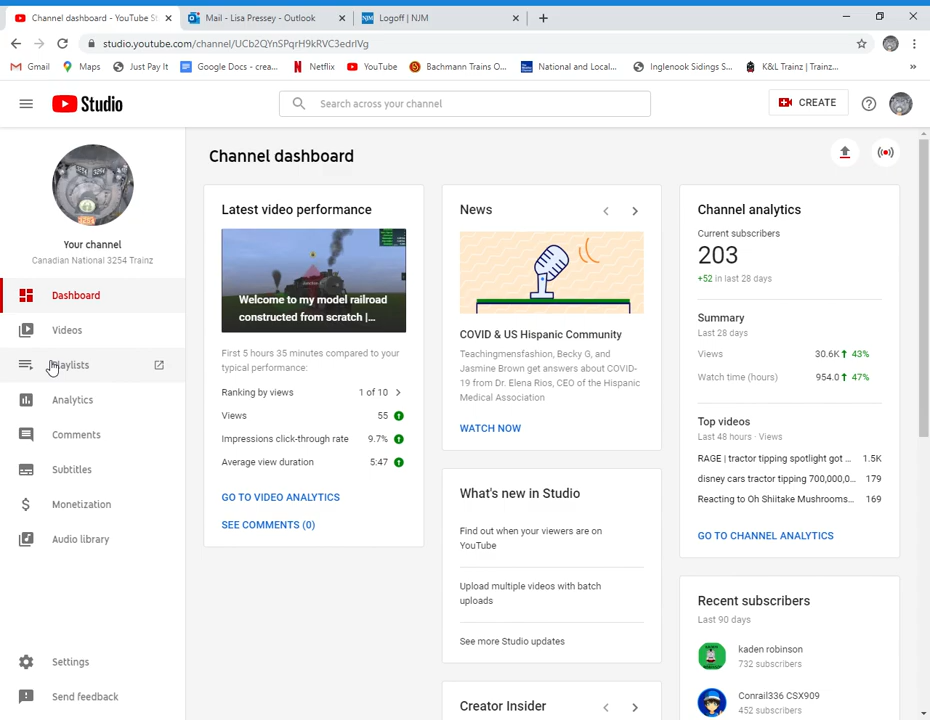 Channel dashboard - YouTube S
Mail - Lisa Pressey - Outlook
Logoff | NJM
studio.youtube.com/channel/UCb2QYnSPqrH9kRVC3edrIVg
Gmail
Maps
Just Pay It
Google Docs - crea...
Netflix
YouTube
Bachmann Trains O...
National and Local...
Inglenook Sidings S...
K&L Trainz | Trainz...
Studio
Search across your channel
CREATE
Your channel
Canadian National 3254 Trainz
Dashboard
Videos
Playlists
Analytics
Comments
Subtitles
Monetization
Audio library
Settings
Send feedback
Channel dashboard
Latest video performance
Welcome to my model railroad
constructed from scratch |...
First 5 hours 35 minutes compared to your
typical performance:
Ranking by views 1 of 10
Views 55
Impressions click-through rate 9.7%
Average view duration 5:47
GO TO VIDEO ANALYTICS
SEE COMMENTS (0)
News
COVID & US Hispanic Community
Teachingmensfashion, Becky G, and
Jasmine Brown get answers about COVID-
19 from Dr. Elena Rios, CEO of the Hispanic
Medical Association
WATCH NOW
What's new in Studio
Find out when your viewers are on
YouTube
Upload multiple videos with batch
uploads
See more Studio updates
Creator Insider
Channel analytics
Current subscribers
203
+52 in last 28 days
Summary
Last 28 days
Views 30.6K 43%
Watch time (hours) 954.0 47%
Top videos
Last 48 hours · Views
RAGE | tractor tipping spotlight got ... 1.5K
disney cars tractor tipping 700,000,0... 179
Reacting to Oh Shiitake Mushrooms... 169
GO TO CHANNEL ANALYTICS
Recent subscribers
Last 90 days
kaden robinson
732 subscribers
Conrail336 CSX909
452 subscribers